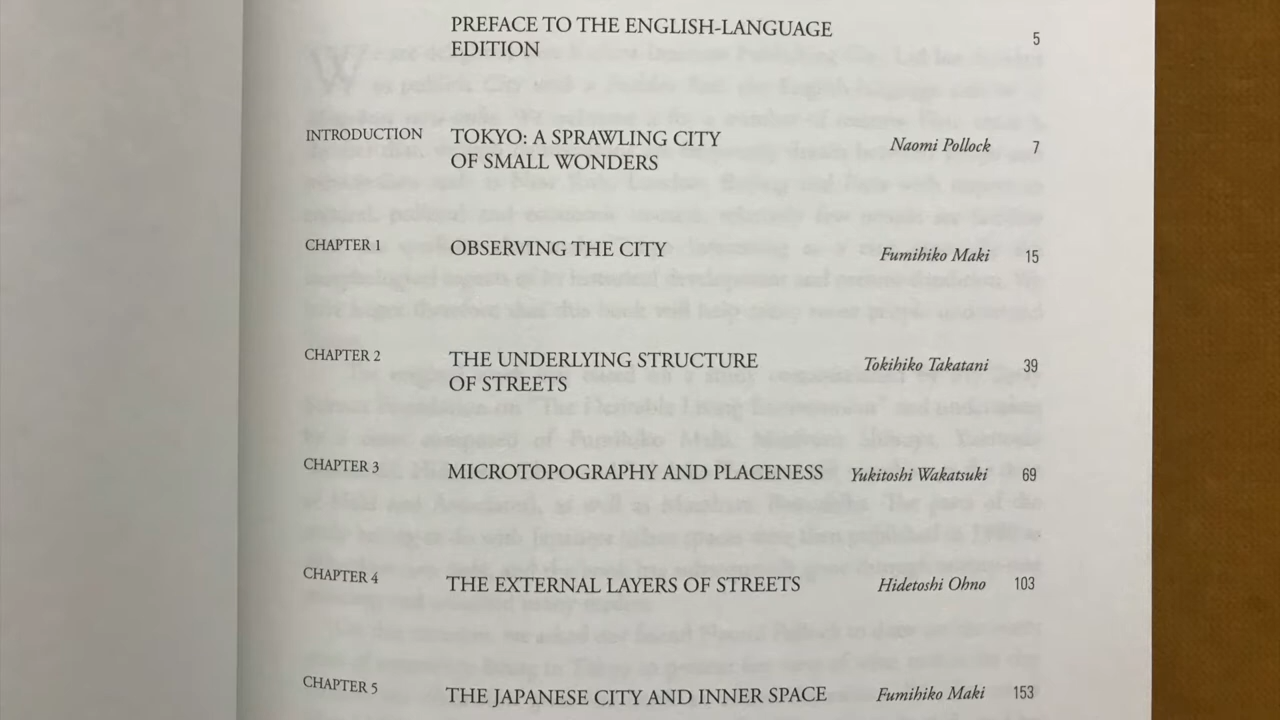 PREFACE TO THE ENGLISH-LANGUAGE
EDITION 5
INTRODUCTION TOKYO: A SPRAWLING CITY Naomi Pollock 7
OF SMALL WONDERS
CHAPTER 1 OBSERVING THE CITY Fumihiko Maki 15
CHAPTER 2 THE UNDERLYING STRUCTURE Tokihiko Takatani 39
OF STREETS
CHAPTER 3 MICROTOPOGRAPHY AND PLACENESS Yukitoshi Wakatsuki 69
CHAPTER 4 THE EXTERNAL LAYERS OF STREETS Hidetoshi Ohno 103
CHAPTER 5 THE JAPANESE CITY AND INNER SPACE Fumihiko Maki 153